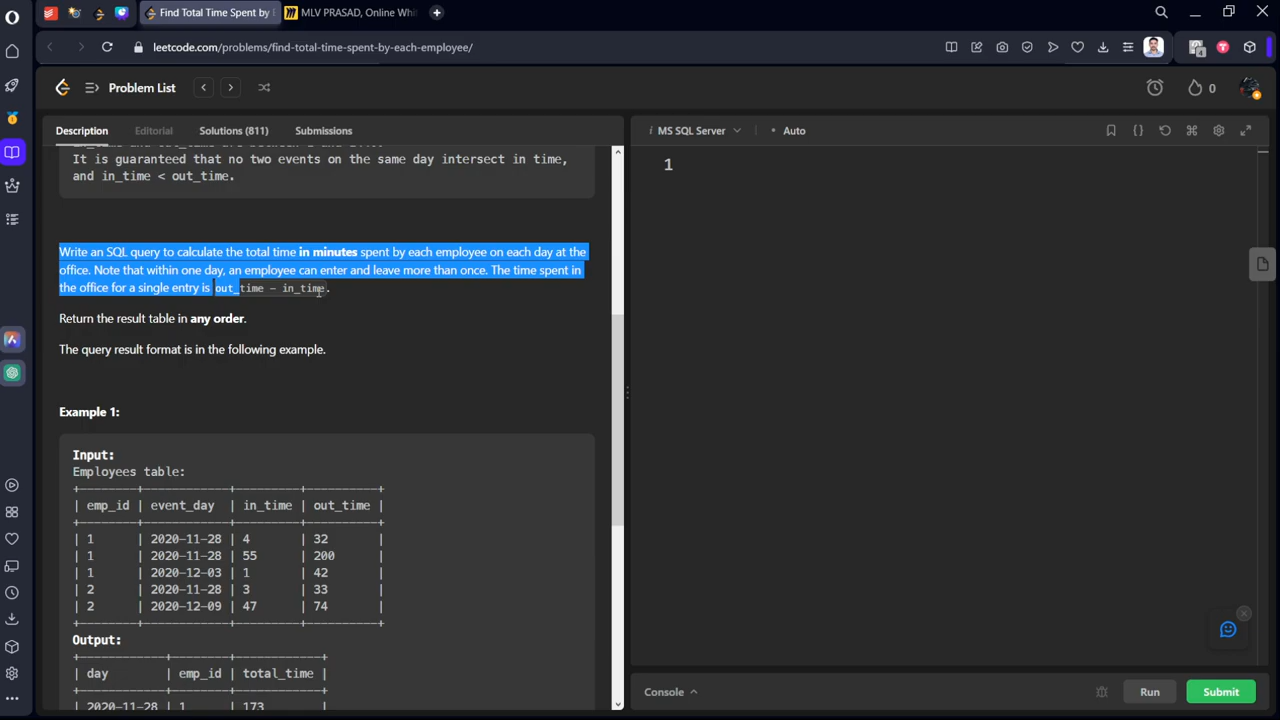 Find Total Time Spent by E
MLV PRASAD, Online Whit
leetcode.com/problems/find-total-time-spent-by-each-employee/
4
Problem List
0
Description
Editorial
Solutions (811)
Submissions
MS SQL Server
Auto
It is guaranteed that no two events on the same day intersect in time,
and in_time < out_time.
1
Write an SQL query to calculate the total time in minutes spent by each employee on each day at the
office. Note that within one day, an employee can enter and leave more than once. The time spent in
the office for a single entry is out_time - in_time.
Return the result table in any order.
The query result format is in the following example.
Example 1:
Input:
Employees table:
+--------+------------+---------+----------+
| emp_id | event_day | in_time | out_time |
+--------+------------+---------+----------+
| 1 | 2020-11-28 | 4 | 32 |
| 1 | 2020-11-28 | 55 | 200 |
| 1 | 2020-12-03 | 1 | 42 |
| 2 | 2020-11-28 | 3 | 33 |
| 2 | 2020-12-09 | 47 | 74 |
+--------+------------+---------+----------+
Output:
+------------+--------+------------+
| day | emp_id | total_time |
+------------+--------+------------+
| 2020-11-28 | 1 | 173 |
Console
Run
Submit